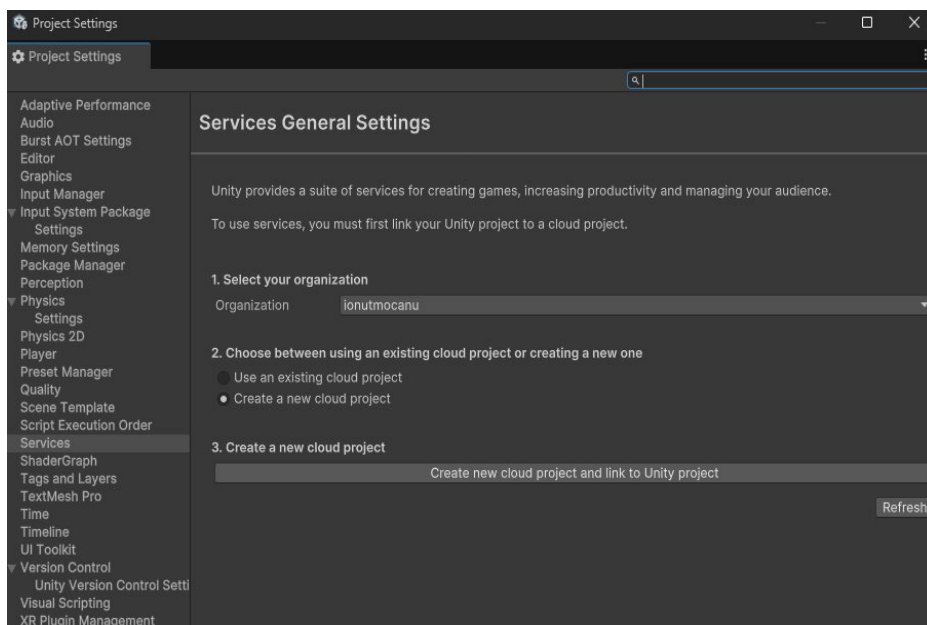 Project Settings
Project Settings
Adaptive Performance
Audio
Burst AOT Settings
Editor
Graphics
Input Manager
Input System Package
Settings
Memory Settings
Package Manager
Perception
Physics
Settings
Physics 2D
Player
Preset Manager
Quality
Scene Template
Script Execution Order
Services
ShaderGraph
Tags and Layers
TextMesh Pro
Time
Timeline
UI Toolkit
Version Control
Unity Version Control Setti
Visual Scripting
XR Plugin Management
Services General Settings
Unity provides a suite of services for creating games, increasing productivity and managing your audience.
To use services, you must first link your Unity project to a cloud project.
1. Select your organization
Organization ionutmocanu
2. Choose between using an existing cloud project or creating a new one
Use an existing cloud project
Create a new cloud project
3. Create a new cloud project
Create new cloud project and link to Unity project
Refresh